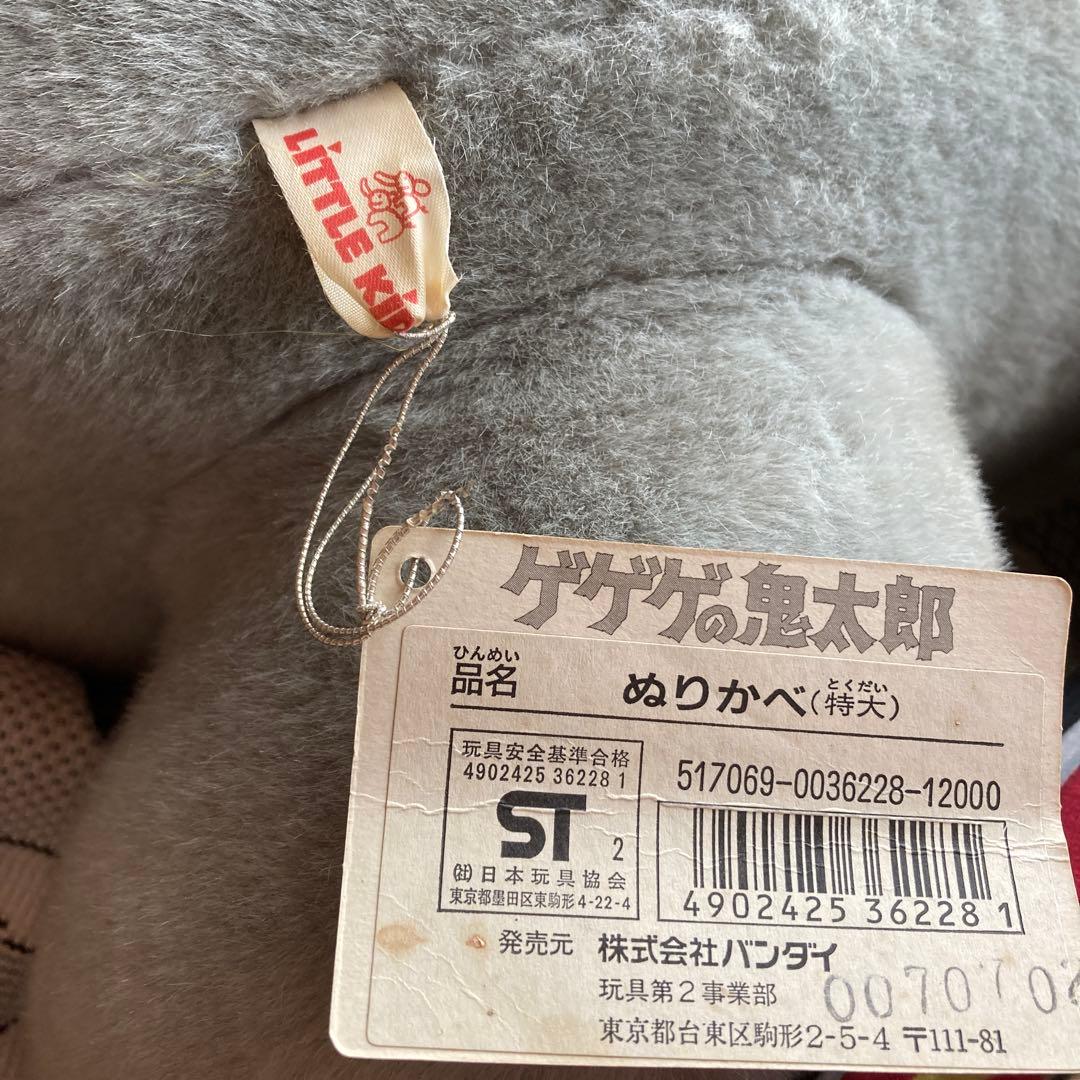 LITTLE
ゲゲゲの鬼太郎
ひんめい
品名
とくだい
ぬりかべ(特大)
玩具安全基準合格
4902425 36228 1
ST 2
(社)日本玩具協会
東京都墨田区東駒形4-22-4
517069-0036228-12000
4902425 36228 1
発売元 株式会社バンダイ
玩具第2事業部
東京都台東区駒形2-5-4 〒111-81